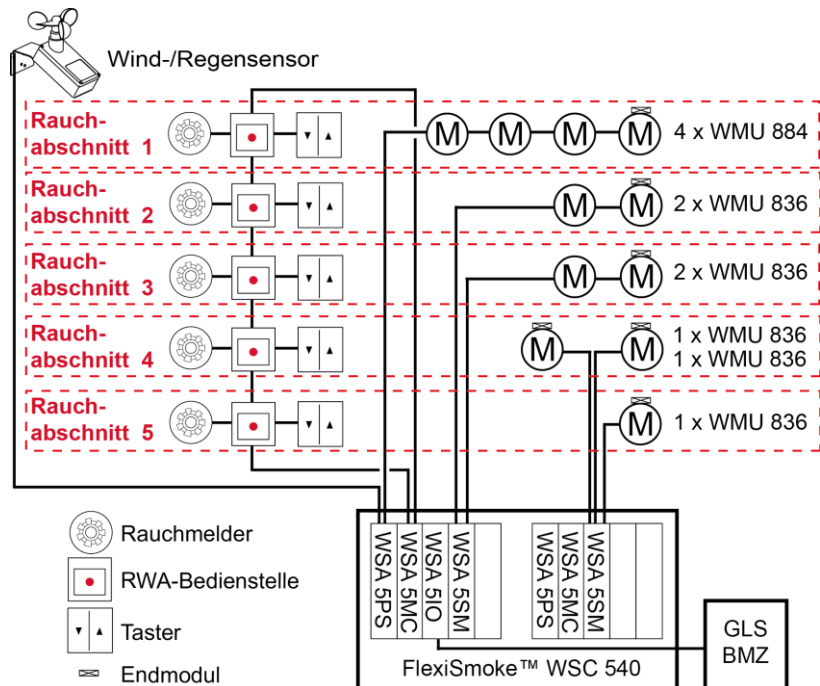 Wind-/Regensensor
Rauch-
abschnitt 1
M M M M
4 x WMU 884
Rauch-
abschnitt 2
M M
2 x WMU 836
Rauch-
abschnitt 3
M M
2 x WMU 836
Rauch-
abschnitt 4
M M
1 x WMU 836
1 x WMU 836
Rauch-
abschnitt 5
M
1 x WMU 836
Rauchmelder
RWA-Bedienstelle
Taster
Endmodul
WSA 5PS
WSA 5MC
WSA 5IO
WSA 5SM
WSA 5PS
WSA 5MC
WSA 5SM
FlexiSmoke™ WSC 540
GLS
BMZ